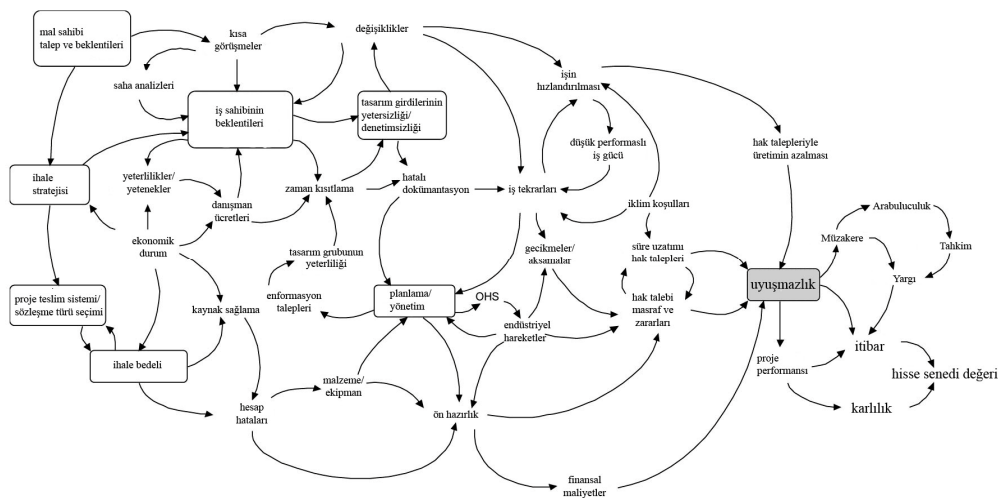 mal sahibi
talep ve beklentileri
kısa
görüşmeler
değişiklikler
saha analizleri
işin
hızlandırılması
iş sahibinin
beklentileri
tasarım girdilerinin
yetersizliği/
denetimsizliği
düşük performaslı
iş gücü
hak talepleriyle
üretimin azalması
ihale
stratejisi
yeterlilikler/
yetenekler
danışman
ücretleri
zaman kısıtlama
hatalı
dokümantasyon
iş tekrarları
iklim koşulları
Arabuluculuk
Müzakere
Tahkim
Yargı
ekonomik
durum
tasarım grubunun
yeterliliği
gecikmeler/
aksamalar
süre uzatımı
hak talepleri
uyuşmazlık
proje teslim sistemi/
sözleşme türü seçimi
kaynak sağlama
enformasyon
talepleri
planlama/
yönetim
OHS
endüstriyel
hareketler
hak talebi
masraf ve
zararları
itibar
hisse senedi değeri
proje
performansı
karlılık
ihale bedeli
hesap
hataları
malzeme/
ekipman
ön hazırlık
finansal
maliyetler